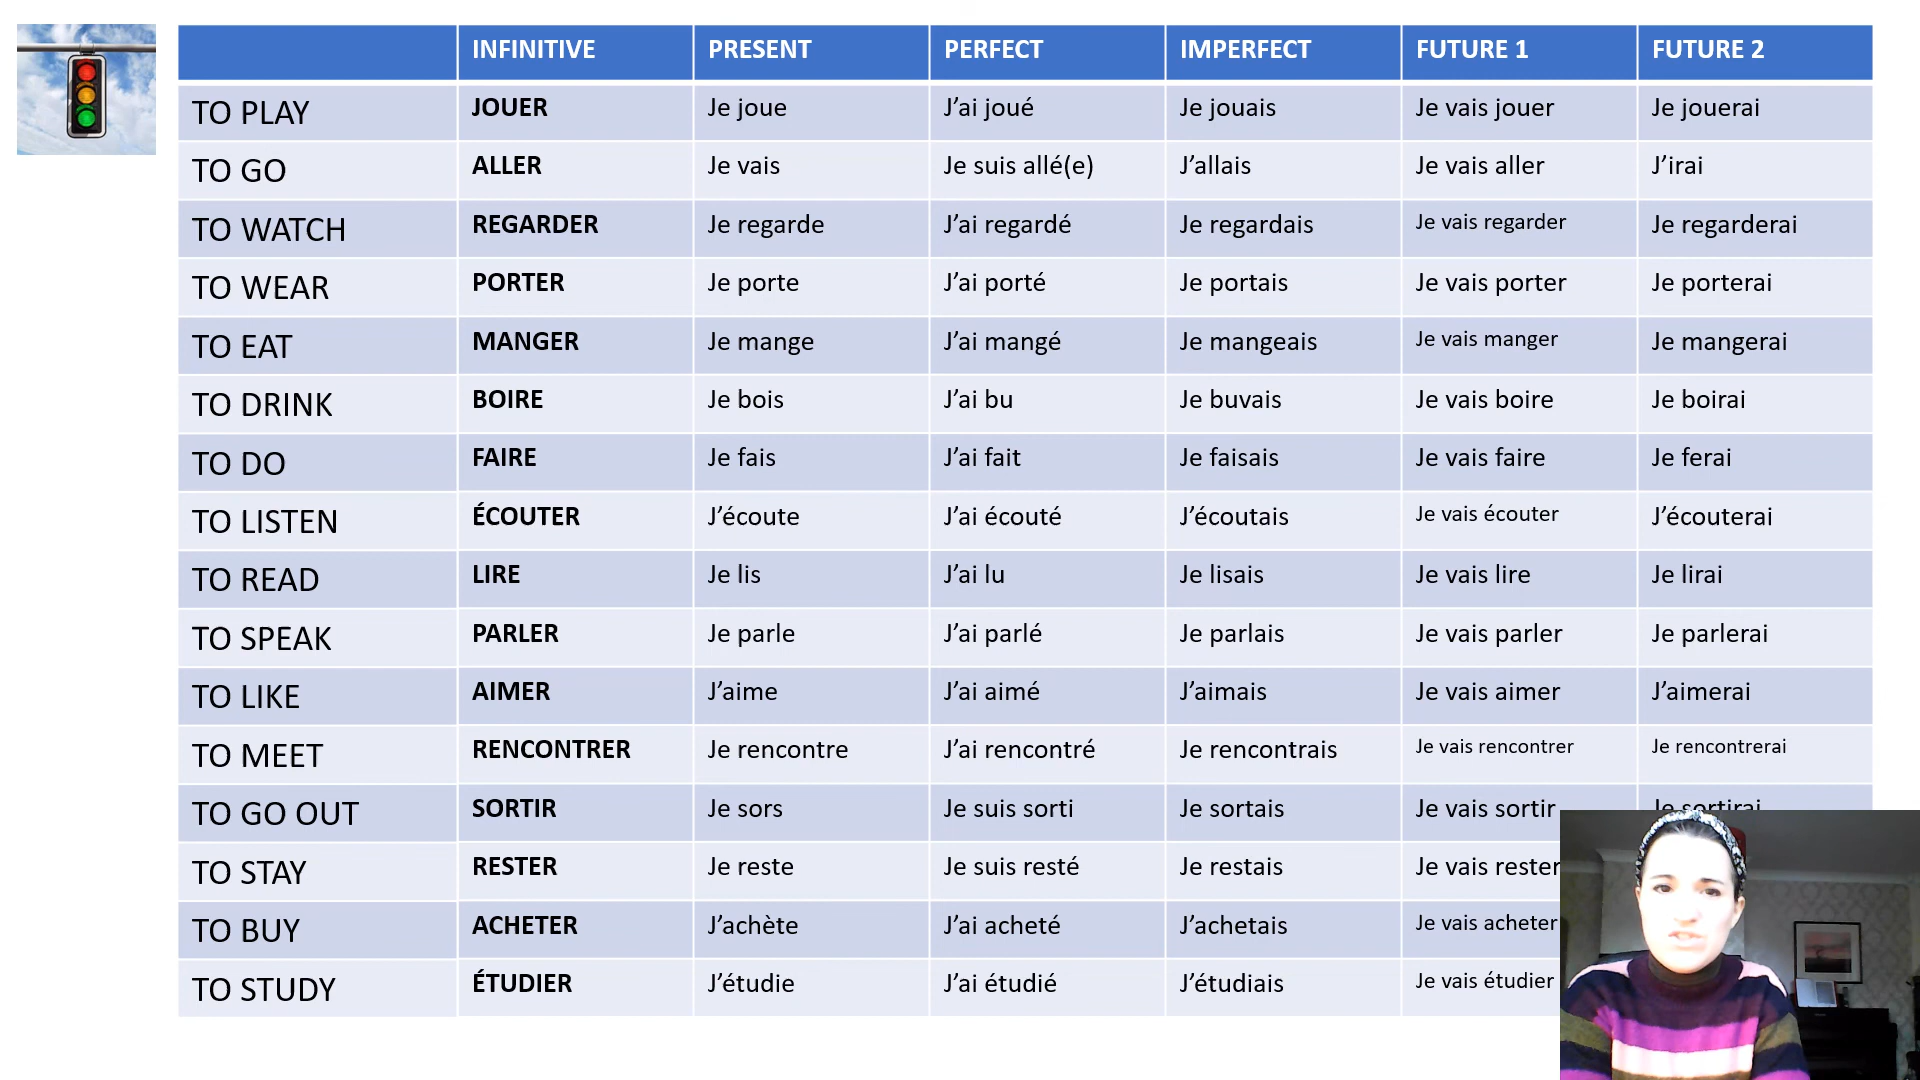 INFINITIVE PRESENT PERFECT IMPERFECT FUTURE 1 FUTURE 2
TO PLAY JOUER Je joue J’ai joué Je jouais Je vais jouer Je jouerai
TO GO ALLER Je vais Je suis allé(e) J’allais Je vais aller J’irai
TO WATCH REGARDER Je regarde J’ai regardé Je regardais Je vais regarder Je regarderai
TO WEAR PORTER Je porte J’ai porté Je portais Je vais porter Je porterai
TO EAT MANGER Je mange J’ai mangé Je mangeais Je vais manger Je mangerai
TO DRINK BOIRE Je bois J’ai bu Je buvais Je vais boire Je boirai
TO DO FAIRE Je fais J’ai fait Je faisais Je vais faire Je ferai
TO LISTEN ÉCOUTER J’écoute J’ai écouté J’écoutais Je vais écouter J’écouterai
TO READ LIRE Je lis J’ai lu Je lisais Je vais lire Je lirai
TO SPEAK PARLER Je parle J’ai parlé Je parlais Je vais parler Je parlerai
TO LIKE AIMER J’aime J’ai aimé J’aimais Je vais aimer J’aimerai
TO MEET RENCONTRER Je rencontre J’ai rencontré Je rencontrais Je vais rencontrer Je rencontrerai
TO GO OUT SORTIR Je sors Je suis sorti Je sortais Je vais sortir Je sortirai
TO STAY RESTER Je reste Je suis resté Je restais Je vais rester
TO BUY ACHETER J’achète J’ai acheté J’achetais Je vais acheter
TO STUDY ÉTUDIER J’étudie J’ai étudié J’étudiais Je vais étudier